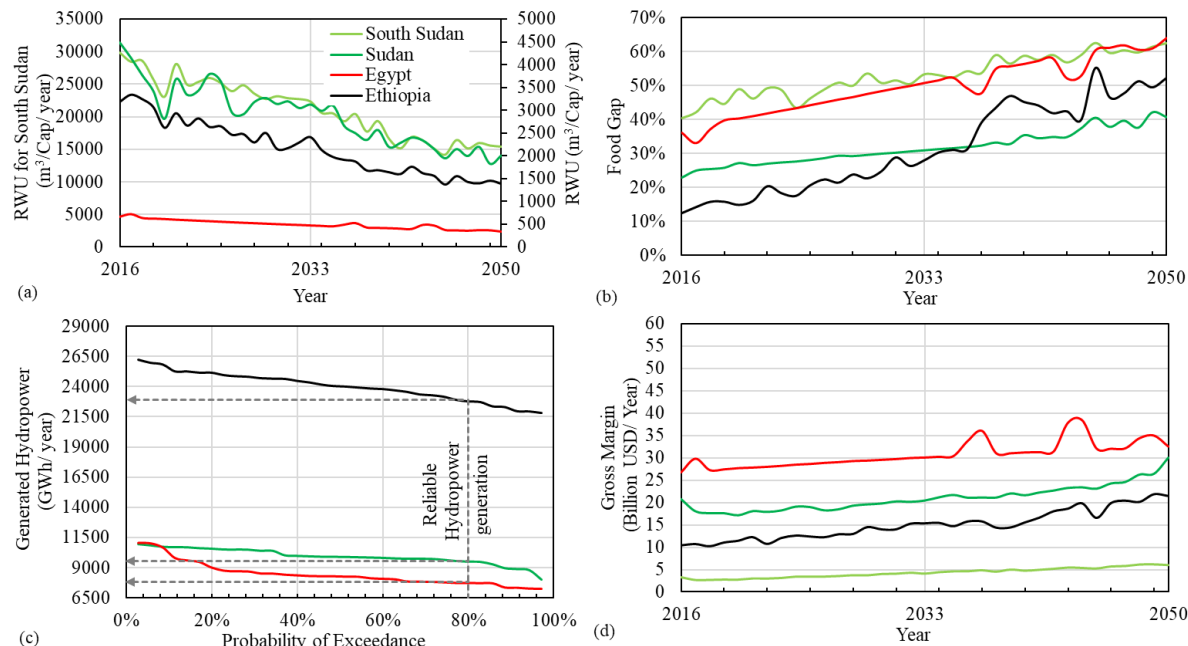 35000
30000
25000
20000
15000
10000
5000
0
RWU for South Sudan
(m³/Cap/ year)
5000
4500
4000
3500
3000
2500
2000
1500
1000
500
0
RWU (m³/Cap/ year)
South Sudan
Sudan
Egypt
Ethiopia
2016
2033
2050
Year
(a)
70%
60%
50%
40%
30%
20%
10%
0%
Food Gap
2016
2033
2050
Year
(b)
29000
26500
24000
21500
19000
16500
14000
11500
9000
6500
Generated Hydropower
(GWh/ year)
Reliable
Hydropower
generation
0%
20%
40%
60%
80%
100%
Probability of Exceedance
(c)
60
55
50
45
40
35
30
25
20
15
10
5
0
Gross Margin
(Billion USD/ Year)
2016
2033
2050
Year
(d)